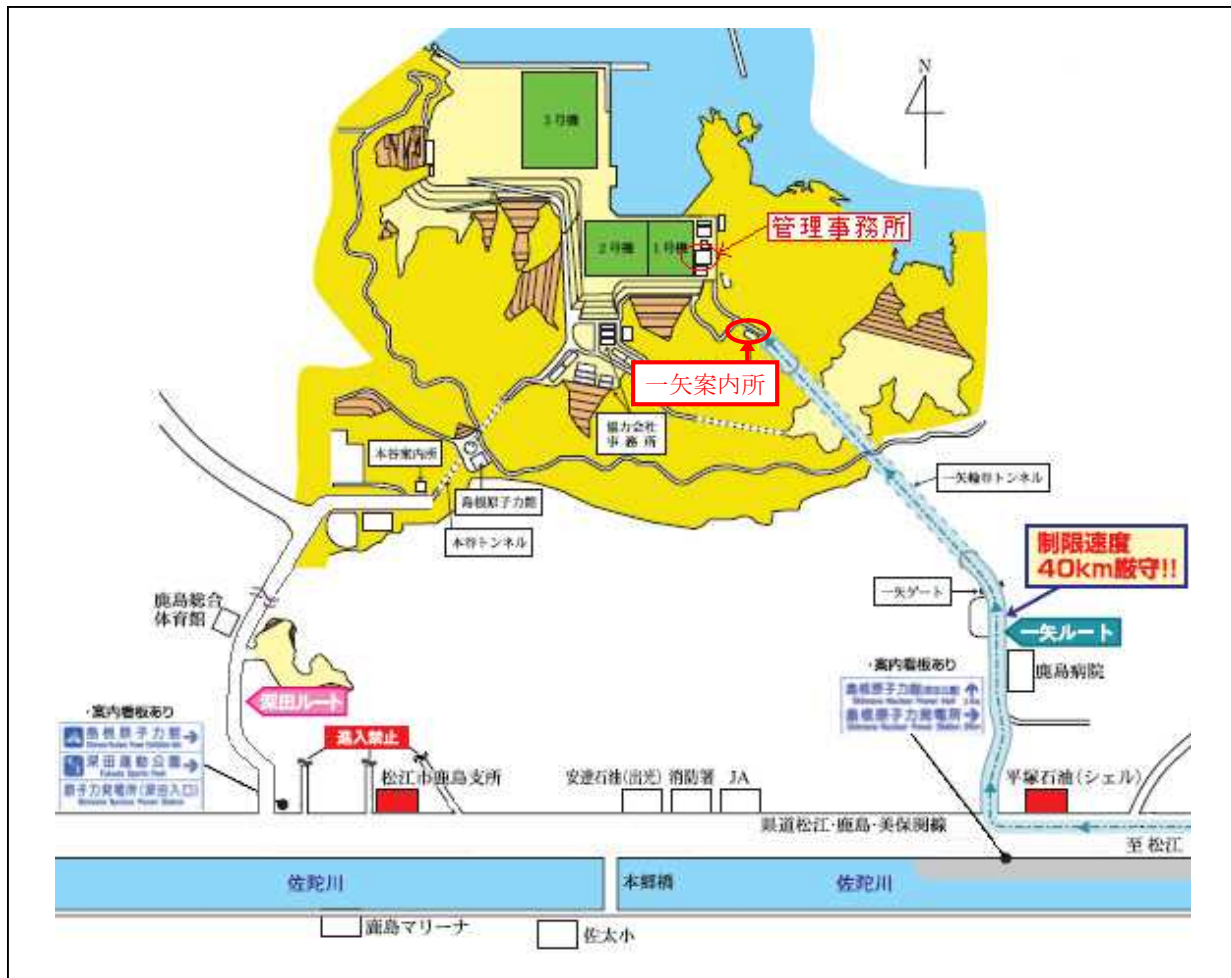 N
3号機
管理事務所
2号機
1号機
一矢案内所
協力会社
事務所
本谷案内所
島根原子力館
本谷トンネル
一矢輪谷トンネル
制限速度
40km厳守!!
一矢ゲート
一矢ルート
鹿島総合
体育館
鹿島病院
・案内看板あり
島根原子力館
島根原子力発電所→
深田ルート
・案内看板あり
島根原子力館→
深田運動公園→
原子力発電所(深田入口)
進入禁止
松江市鹿島支所
安達石油(出光)
消防署
JA
平塚石油(シェル)
県道松江・鹿島・美保関線
至 松江
佐陀川
本郷橋
佐陀川
鹿島マリーナ
佐太小